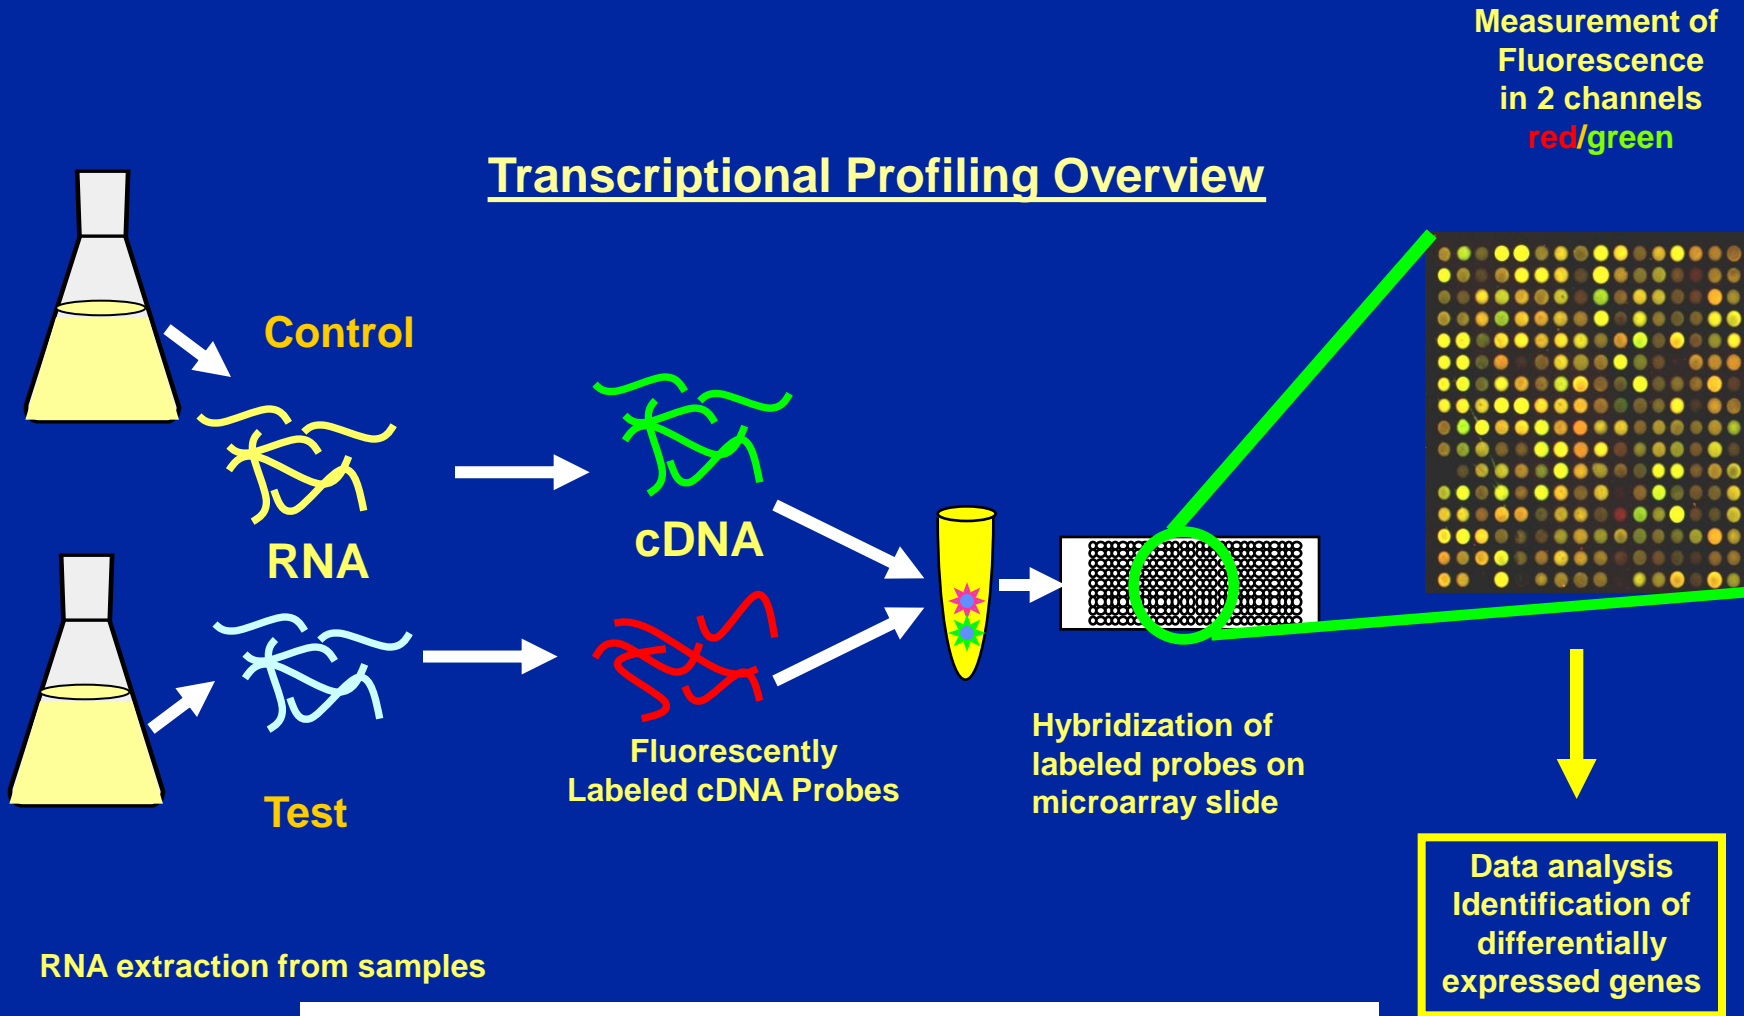 Measurement of
Fluorescence
in 2 channels
red/green
Transcriptional Profiling Overview
Control
RNA
cDNA
Test
Fluorescently
Labeled cDNA Probes
Hybridization of
labeled probes on
microarray slide
Data analysis
Identification of
differentially
expressed genes
RNA extraction from samples